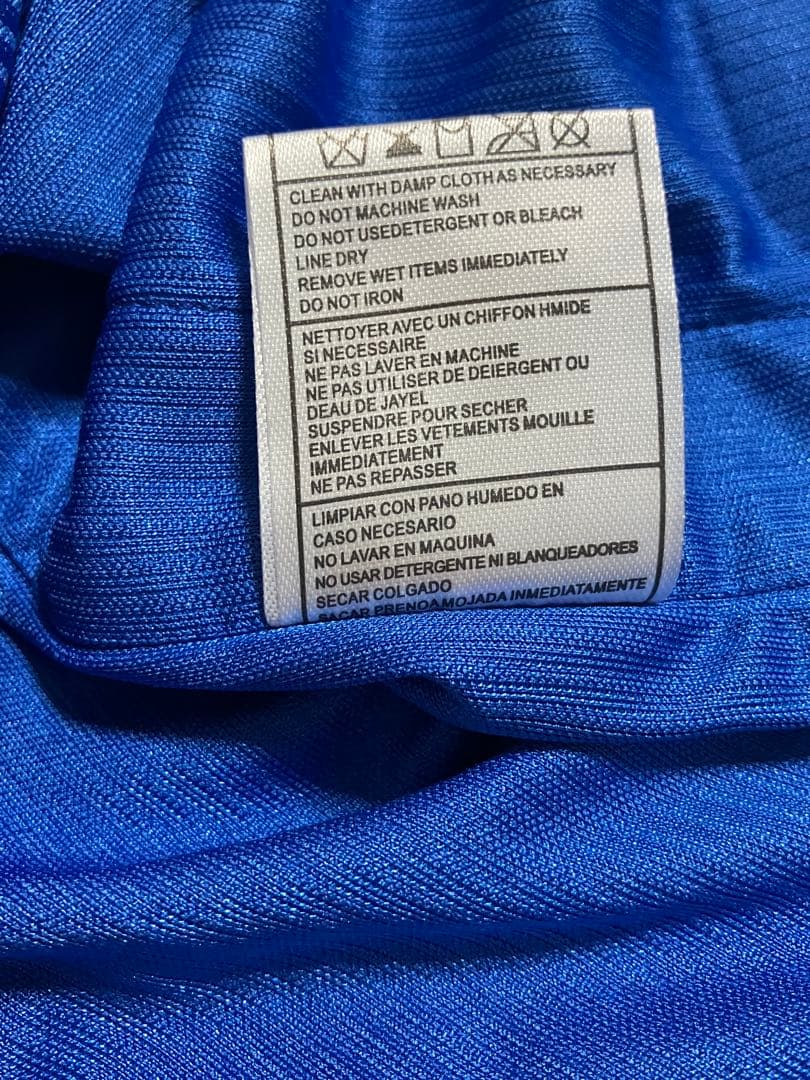 CLEAN WITH DAMP CLOTH AS NECESSARY
DO NOT MACHINE WASH
DO NOT USEDETERGENT OR BLEACH
LINE DRY
REMOVE WET ITEMS IMMEDIATELY
DO NOT IRON
NETTOYER AVEC UN CHIFFON HMIDE
SI NECESSAIRE
NE PAS LAVER EN MACHINE
NE PAS UTILISER DE DEIERGENT OU
DEAU DE JAYEL
SUSPENDRE POUR SECHER
ENLEVER LES VETEMENTS MOUILLE
IMMEDIATEMENT
NE PAS REPASSER
LIMPIAR CON PANO HUMEDO EN
CASO NECESARIO
NO LAVAR EN MAQUINA
NO USAR DETERGENTE NI BLANQUEADORES
SECAR COLGADO
SACAR PRENOA MOJADA INMEDIATAMENTE